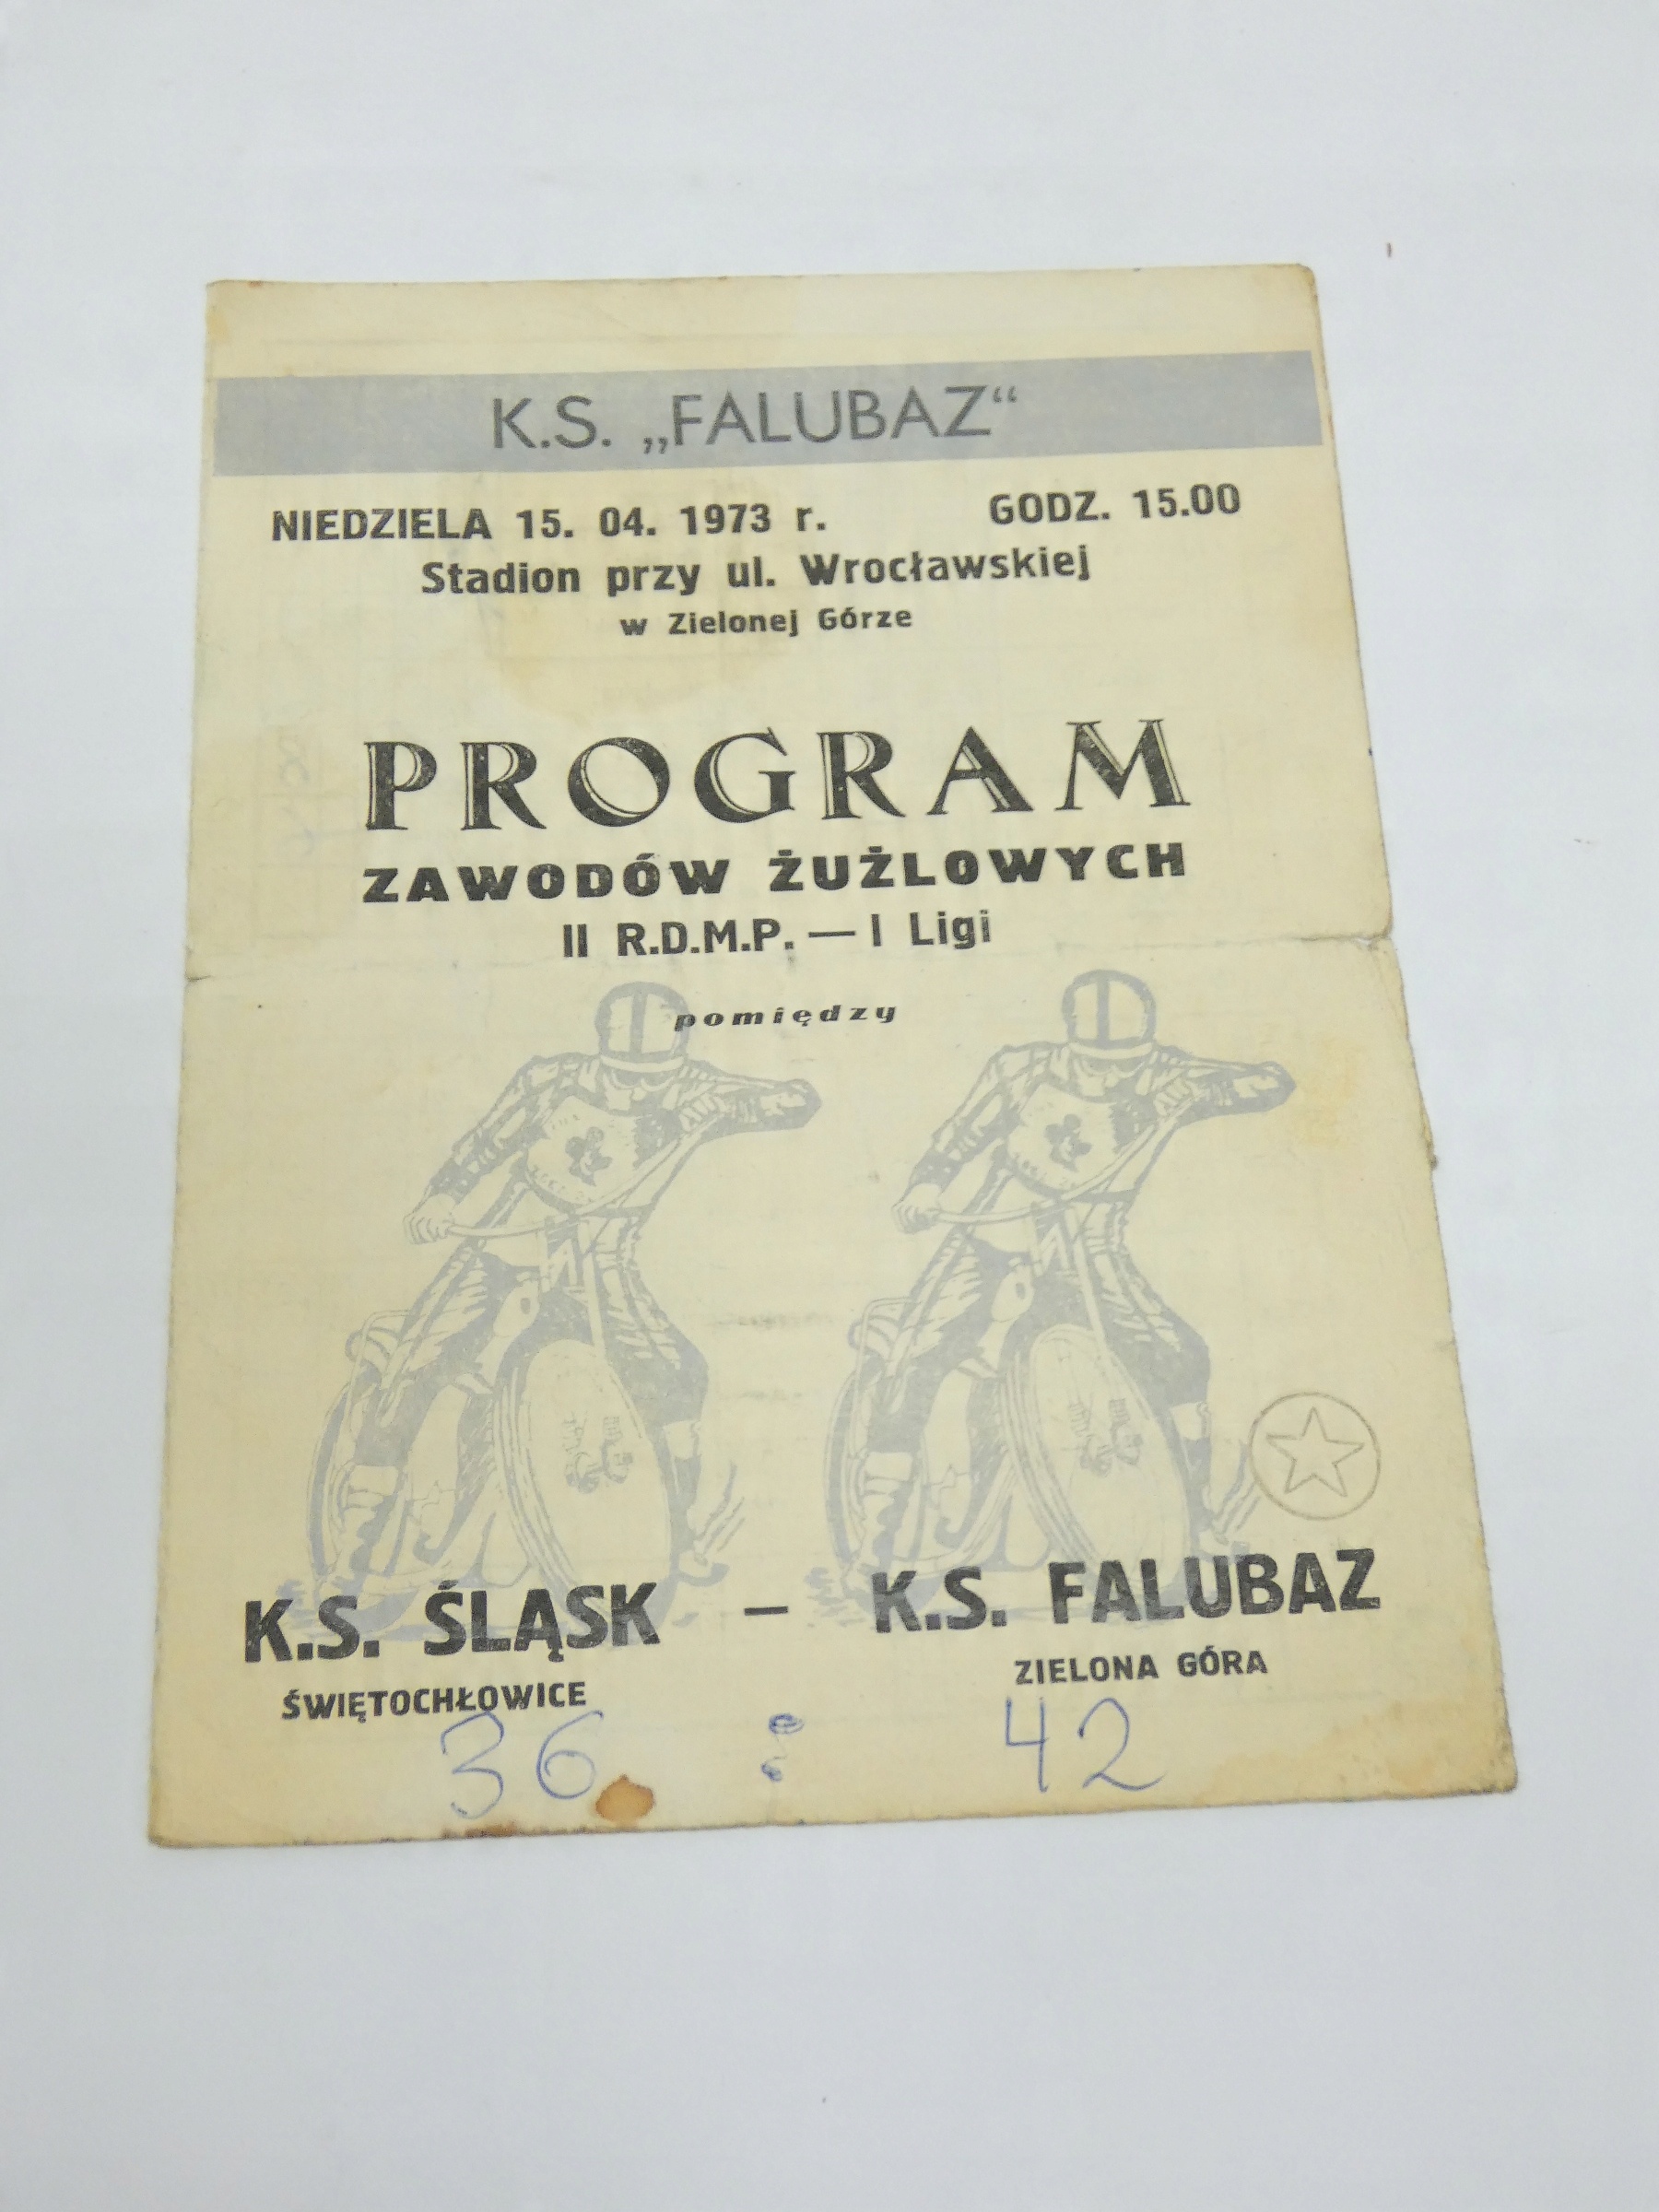 K.S. „FALUBAZ“
NIEDZIELA 15. 04. 1973 r. GODZ. 15.00
Stadion przy ul. Wrocławskiej
w Zielonej Górze
PROGRAM
ZAWODÓW ŻUŻLOWYCH
II R.D.M.P. — I Ligi
pomiędzy
K.S. ŚLĄSK — K.S. FALUBAZ
ŚWIĘTOCHŁOWICE ZIELONA GÓRA
36 : 42